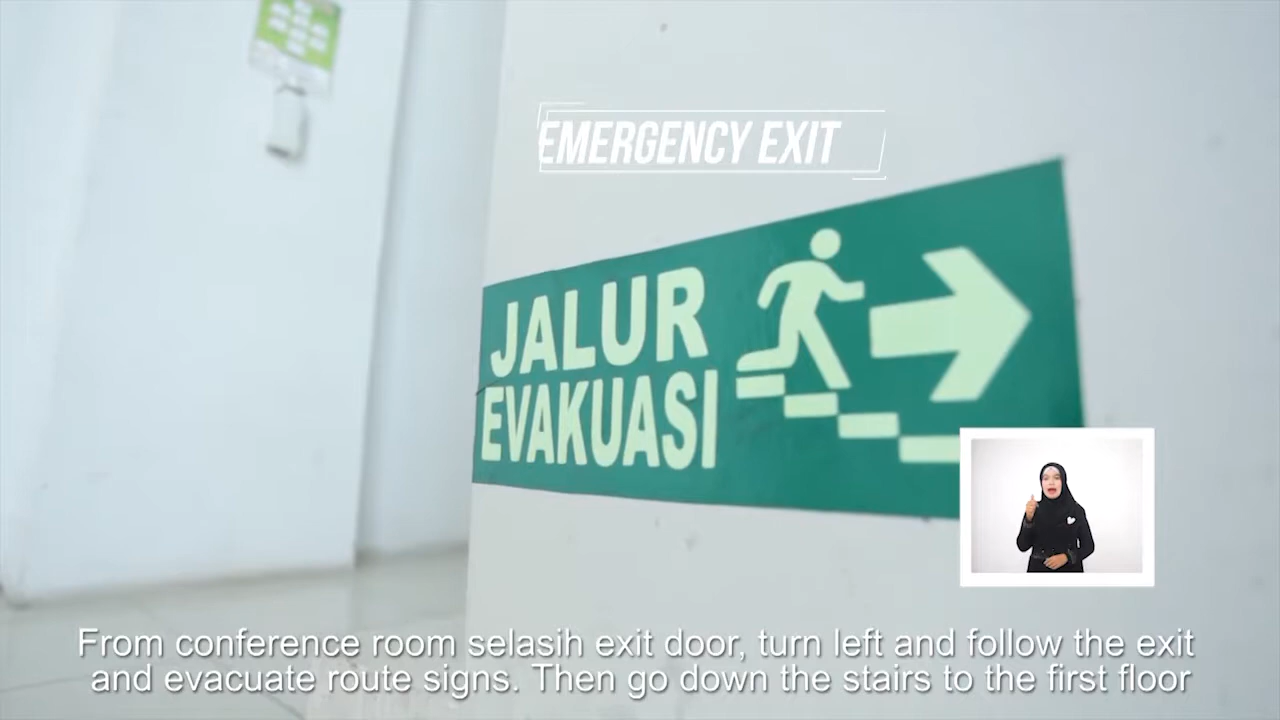 EMERGENCY EXIT
JALUR
EVAKUASI
From conference room selasih exit door, turn left and follow the exit
and evacuate route signs. Then go down the stairs to the first floor